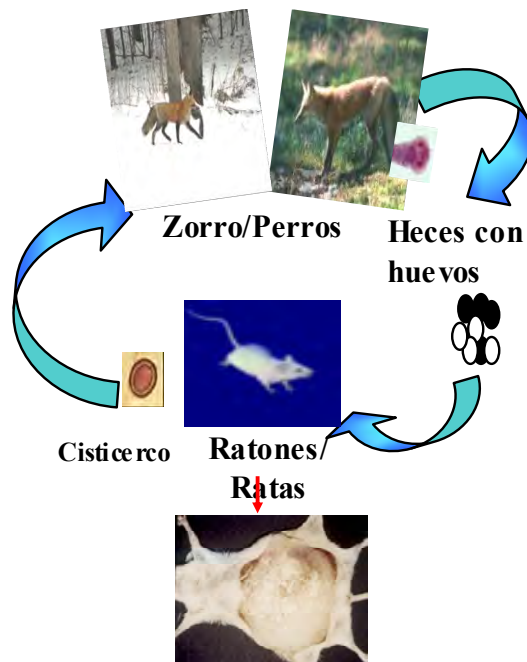 Zorro/Perros
Heces con
huevos
Cisticerco
Ratones/
Ratas